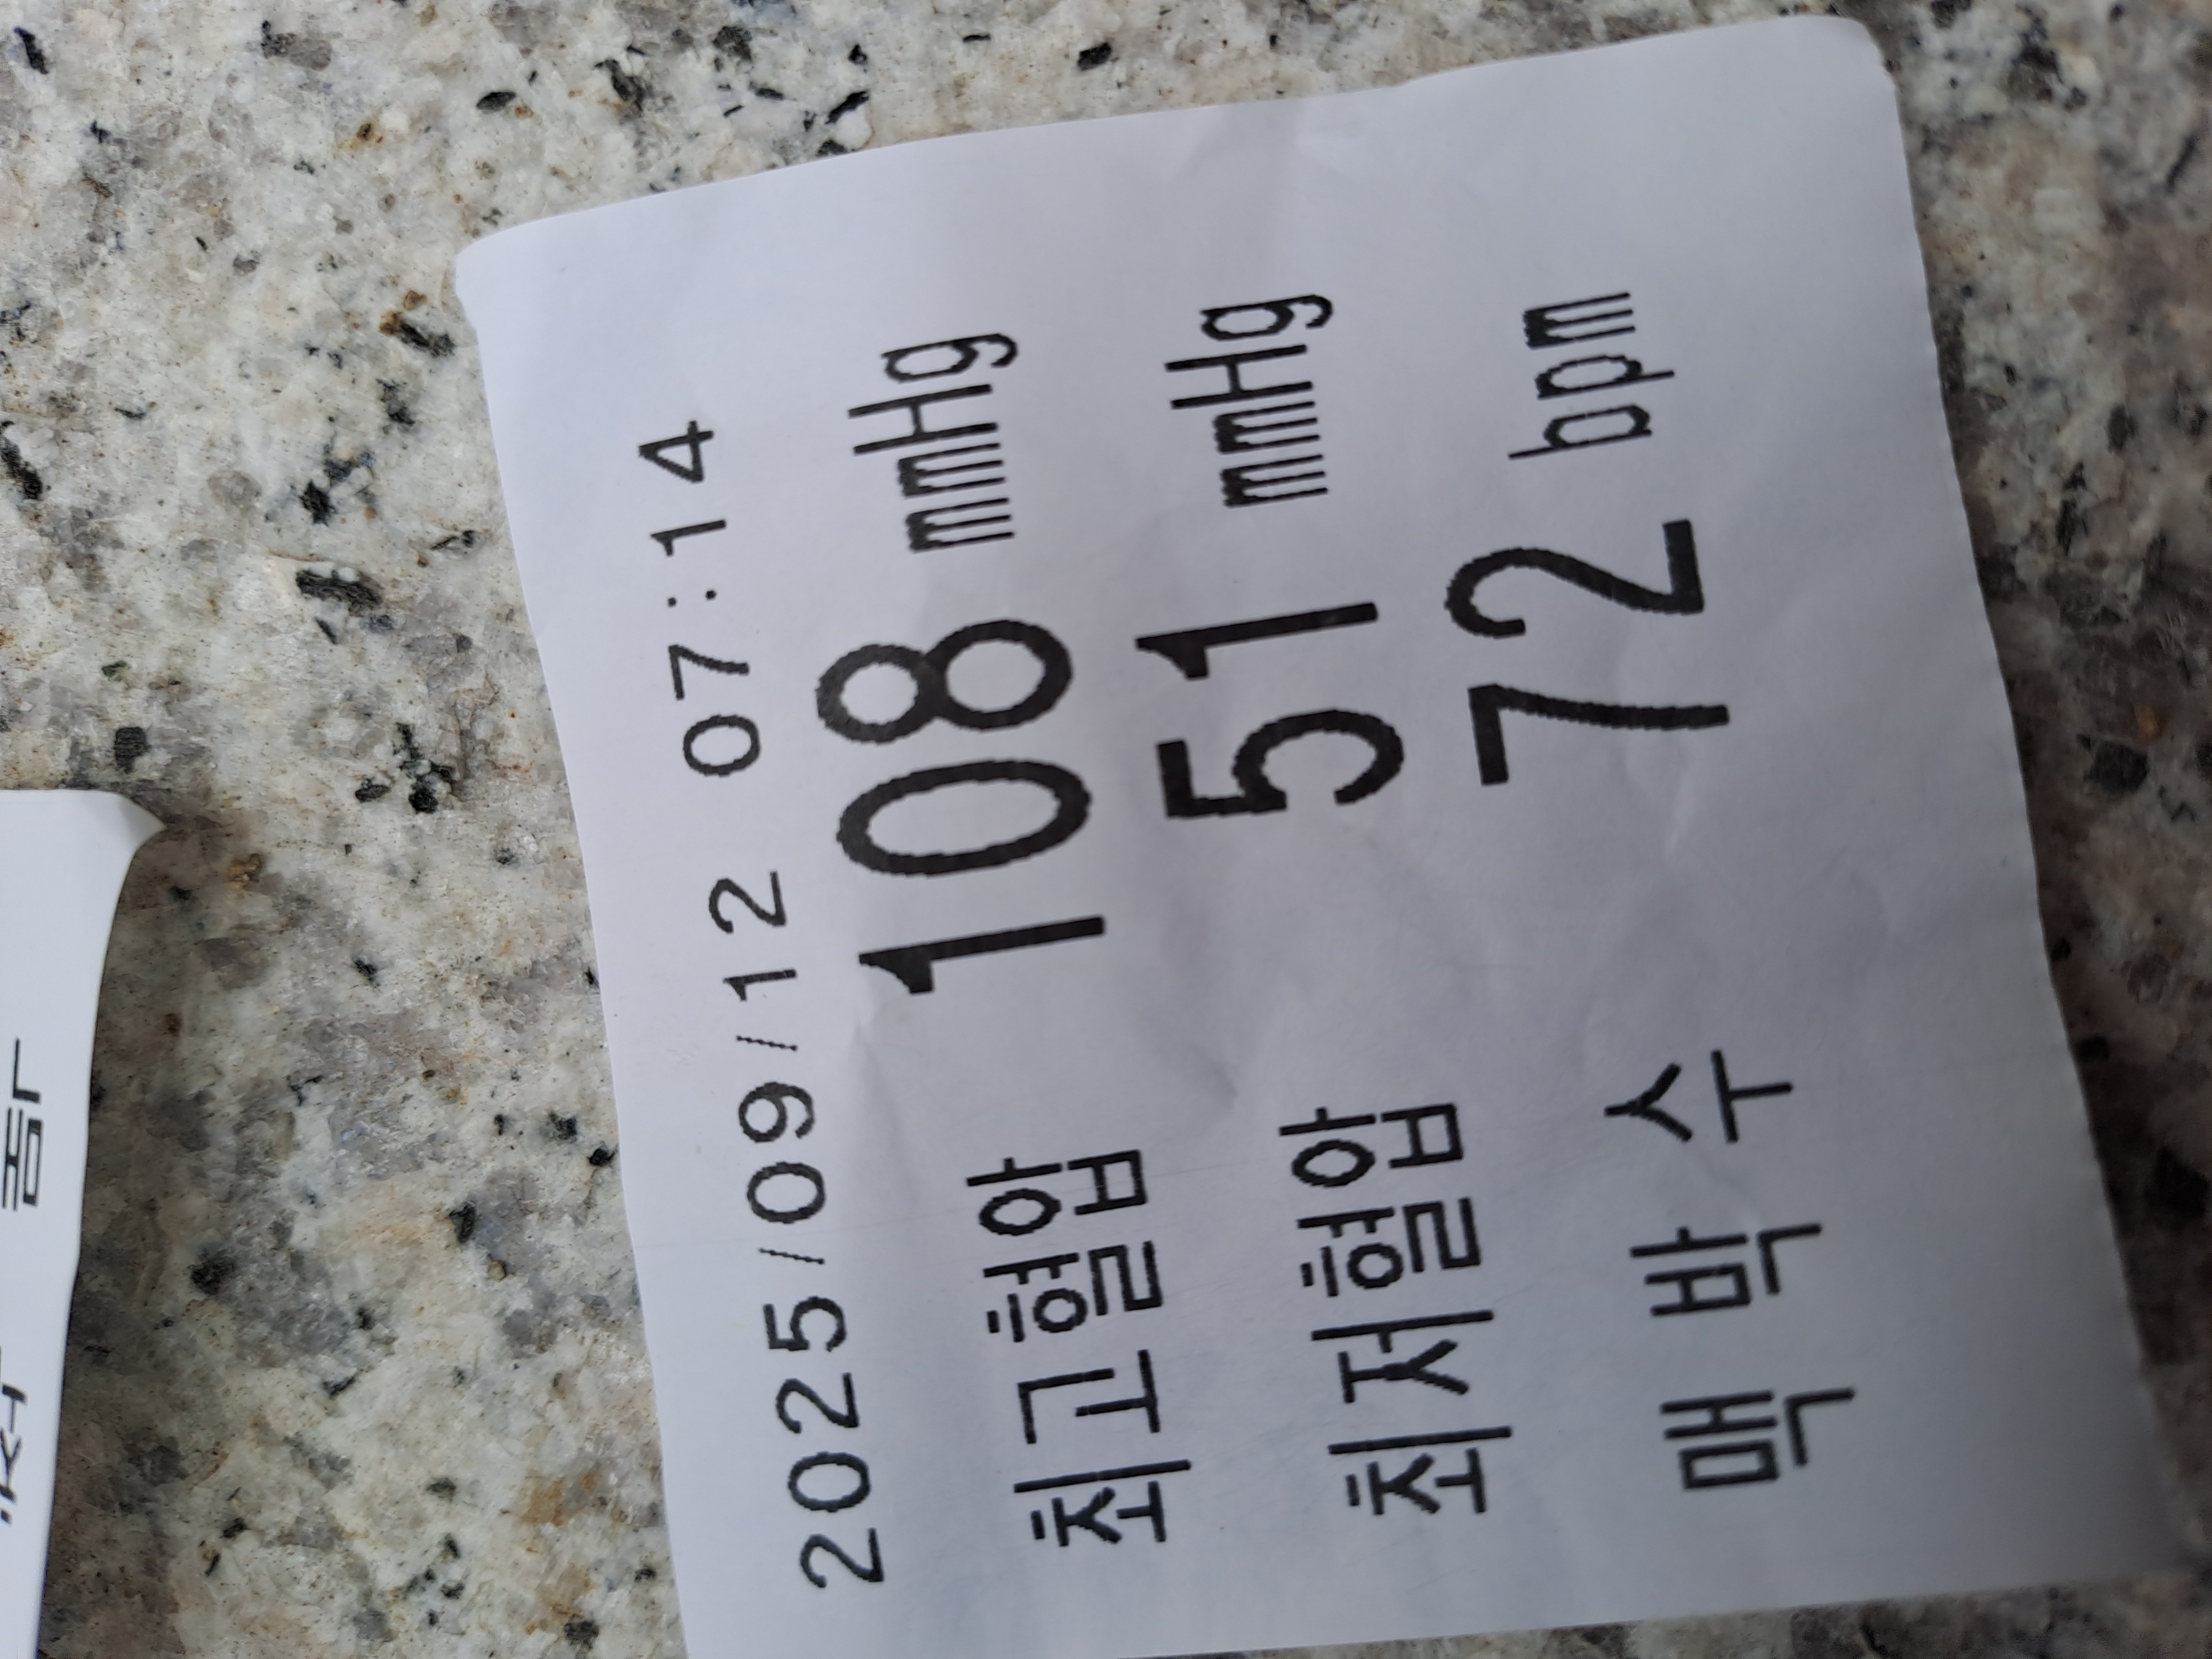 2025/09/12 07:14
최고혈압 108 mmHg
최저혈압 51 mmHg
맥 박 수 72 bpm